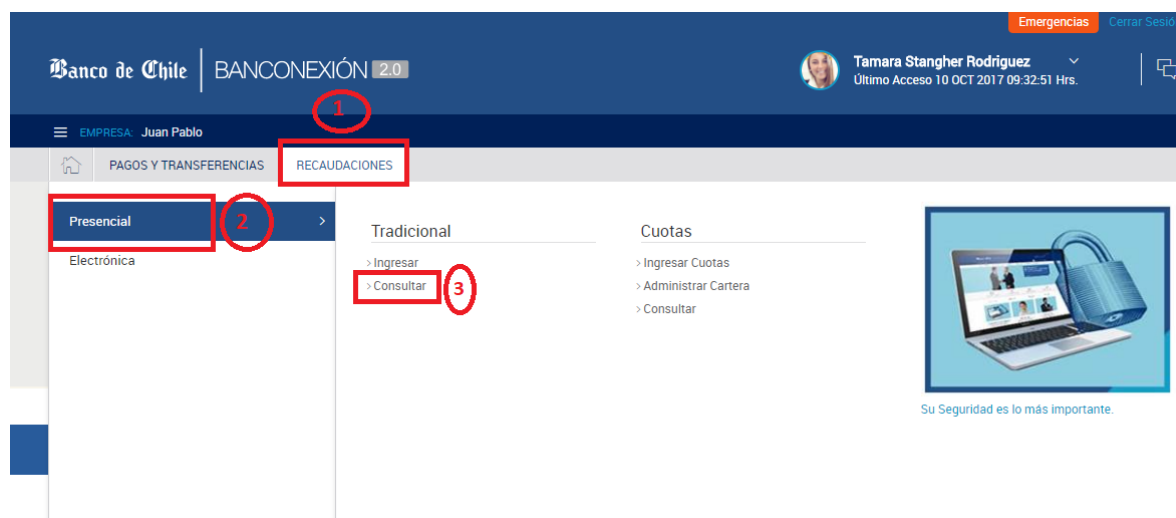 Emergencias Cerrar Sesió
Banco de Chile BANCONEXIÓN 2.0
Tamara Stangher Rodriguez
Último Acceso 10 OCT 2017 09:32:51 Hrs.
1
EMPRESA: Juan Pablo
PAGOS Y TRANSFERENCIAS RECAUDACIONES
Presencial 2
Electrónica
Tradicional
> Ingresar
> Consultar 3
Cuotas
> Ingresar Cuotas
> Administrar Cartera
> Consultar
Su Seguridad es lo más importante.